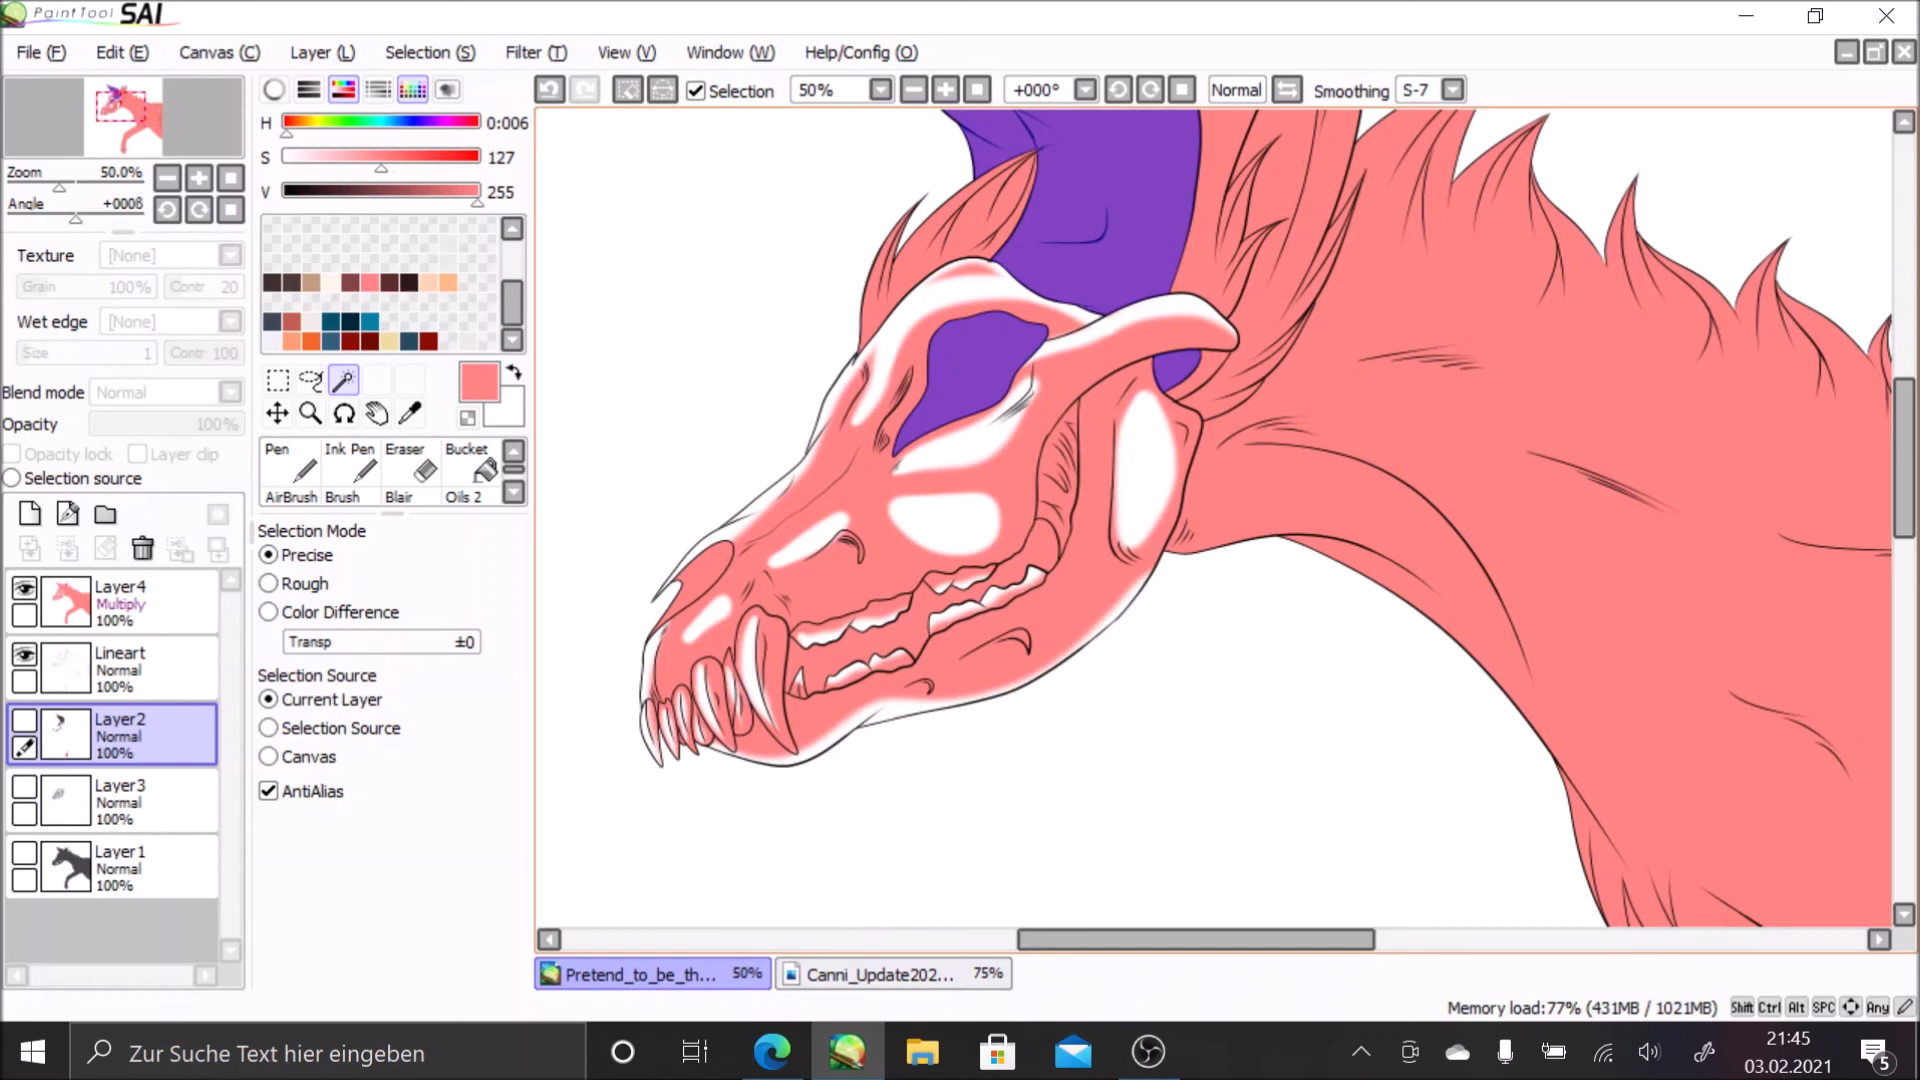 PaintTool SAI
File (F) Edit (E) Canvas (C) Layer (L) Selection (S) Filter (T) View (V) Window (W) Help/Config (O)
Selection 50% +000° Normal Smoothing S-7
H 0:006
S 127
V 255
Zoom 50.0%
Angle +000ß
Texture [None]
Grain 100% Contr 20
Wet edge [None]
Size 1 Contr 100
Blend mode Normal
Opacity 100%
Opacity lock Layer clip
Selection source
Layer4
Multiply
100%
Lineart
Normal
100%
Layer2
Normal
100%
Layer3
Normal
100%
Layer1
Normal
100%
Pen Ink Pen Eraser Bucket
AirBrush Brush Blair Oils 2
Selection Mode
Precise
Rough
Color Difference
Transp ±0
Selection Source
Current Layer
Selection Source
Canvas
AntiAlias
Pretend_to_be_th... 50% Canni_Update202... 75%
Memory load:77% (431MB / 1021MB) Shift Ctrl Alt SPC Any
Zur Suche Text hier eingeben
21:45
03.02.2021
5